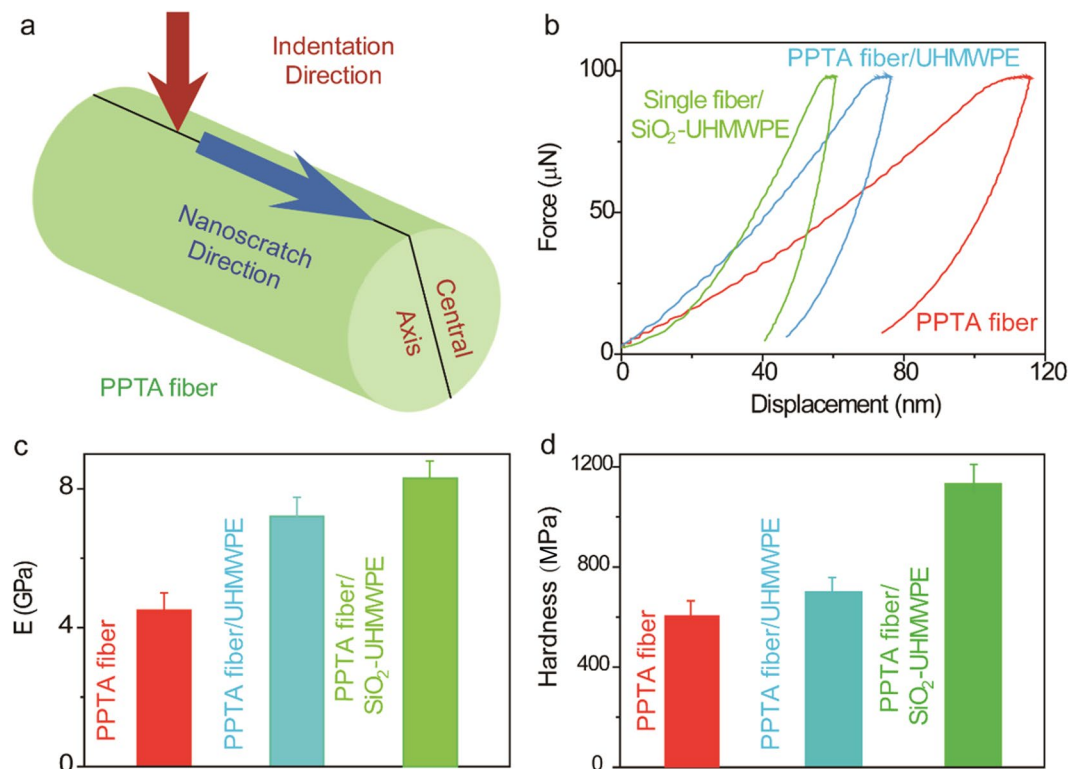 a
Indentation
Direction
Nanoscratch
Direction
Central
Axis
PPTA fiber
b
PPTA fiber/UHMWPE
Single fiber/
SiO₂-UHMWPE
PPTA fiber
100
50
0
Force (μN)
0 40 80 120
Displacement (nm)
c
8
4
0
E (GPa)
PPTA fiber
PPTA fiber/UHMWPE
PPTA fiber/
SiO₂-UHMWPE
d
1200
800
400
0
Hardness (MPa)
PPTA fiber
PPTA fiber/UHMWPE
PPTA fiber/
SiO₂-UHMWPE